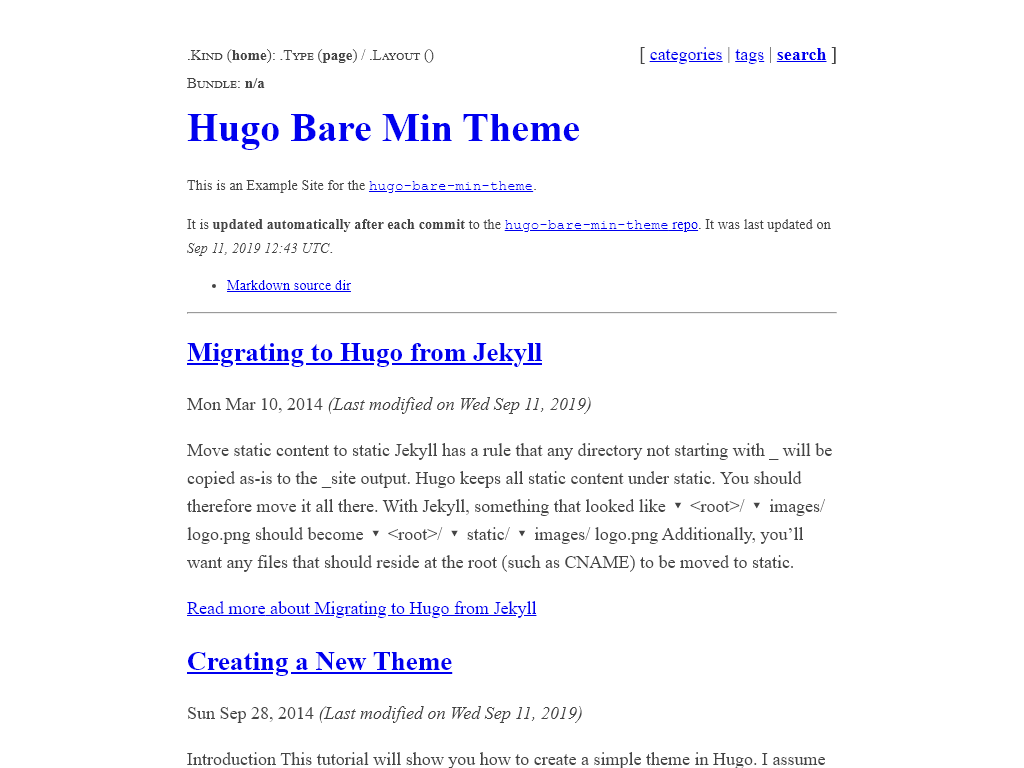 .Kind (home): .Type (page) / .Layout ()
[ categories | tags | search ]
Bundle: n/a
Hugo Bare Min Theme
This is an Example Site for the hugo-bare-min-theme.
It is updated automatically after each commit to the hugo-bare-min-theme repo. It was last updated on
Sep 11, 2019 12:43 UTC.
• Markdown source dir
Migrating to Hugo from Jekyll
Mon Mar 10, 2014 (Last modified on Wed Sep 11, 2019)
Move static content to static Jekyll has a rule that any directory not starting with _ will be
copied as-is to the _site output. Hugo keeps all static content under static. You should
therefore move it all there. With Jekyll, something that looked like ▾ <root>/ ▾ images/
logo.png should become ▾ <root>/ ▾ static/ ▾ images/ logo.png Additionally, you’ll
want any files that should reside at the root (such as CNAME) to be moved to static.
Read more about Migrating to Hugo from Jekyll
Creating a New Theme
Sun Sep 28, 2014 (Last modified on Wed Sep 11, 2019)
Introduction This tutorial will show you how to create a simple theme in Hugo. I assume